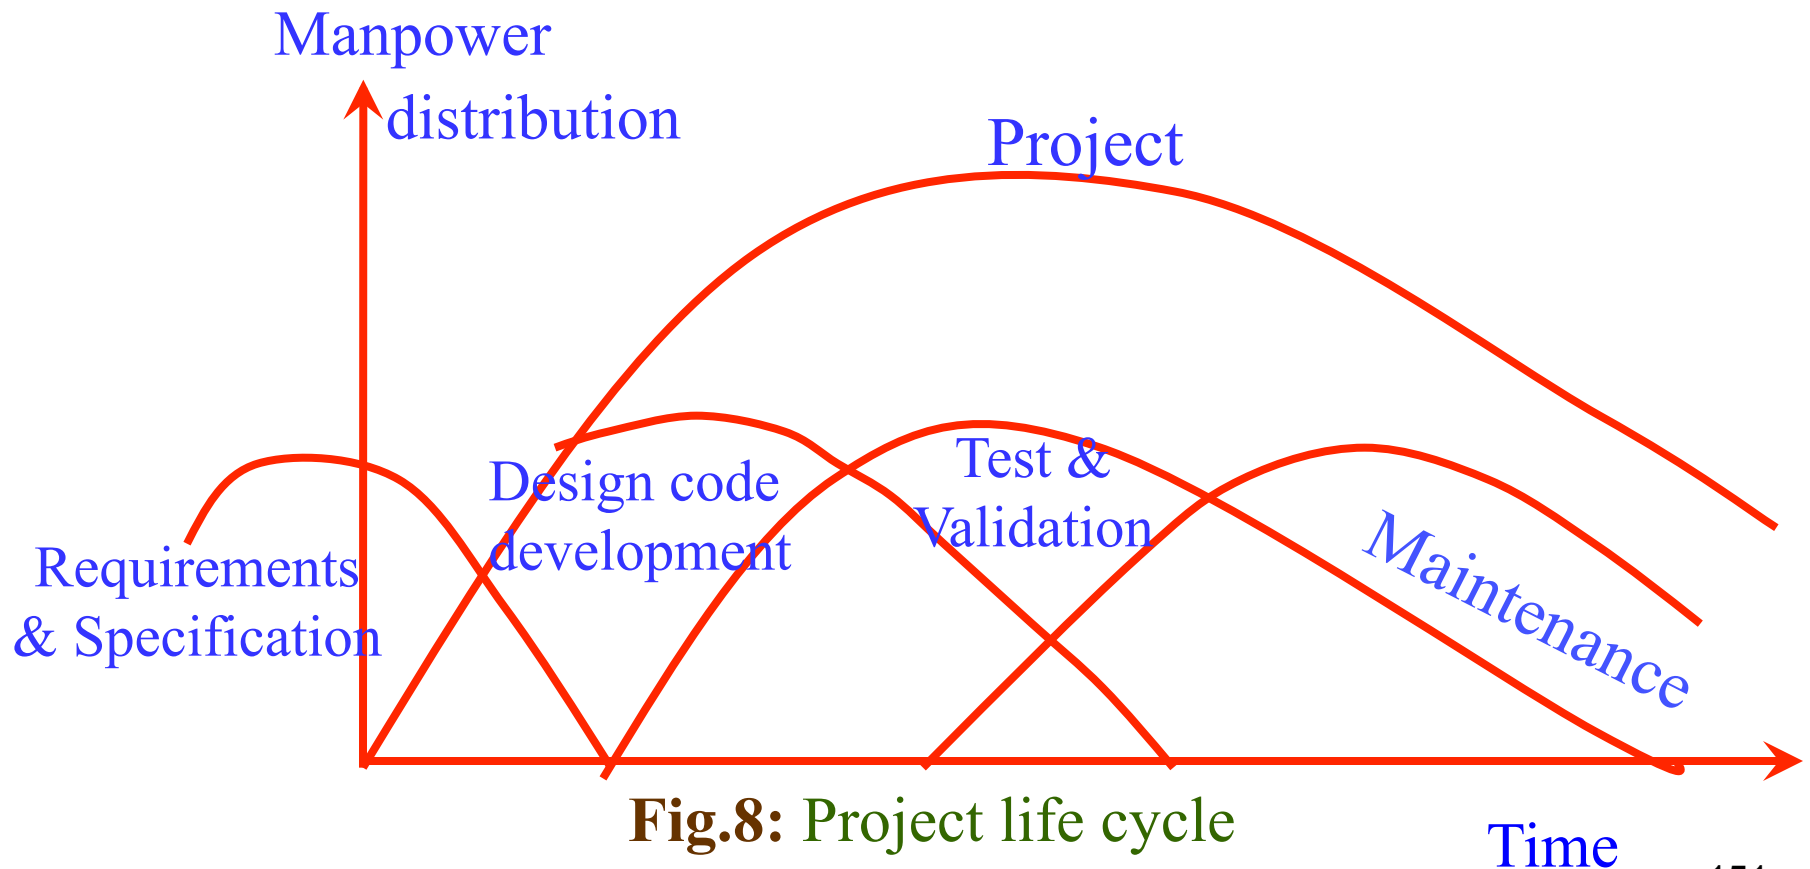 Manpower
distribution
Project
Design code
development
Test &
Validation
Requirements
& Specification
Maintenance
Fig.8: Project life cycle
Time